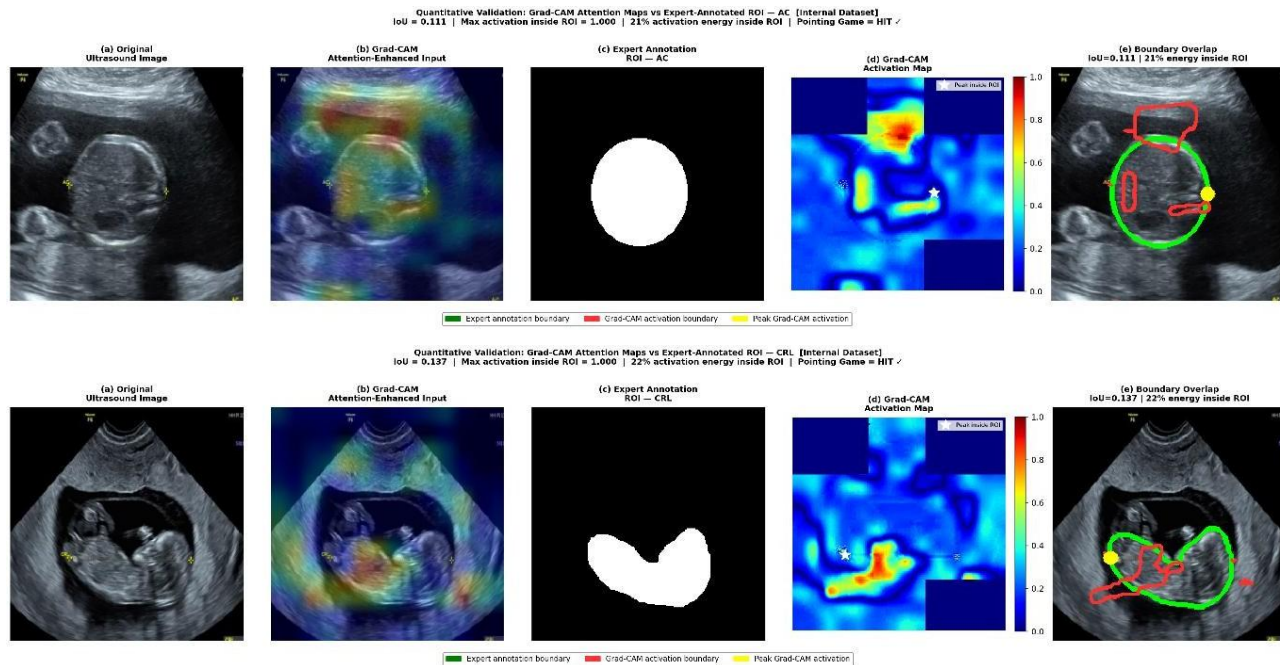 Quantitative Validation: Grad-CAM Attention Maps vs Expert-Annotated ROI — AC  [Internal Dataset]
IoU = 0.111  |  Max activation inside ROI = 1.000  |  21% activation energy inside ROI  |  Pointing Game = HIT ✓
(a) Original
Ultrasound Image
(b) Grad-CAM
Attention-Enhanced Input
(c) Expert Annotation
ROI — AC
(d) Grad-CAM
Activation Map
(e) Boundary Overlap
IoU=0.111 | 21% energy inside ROI
Peak inside ROI
1.0
0.8
0.6
0.4
0.2
0.0
Expert annotation boundary
Grad-CAM activation boundary
Peak Grad-CAM activation
Quantitative Validation: Grad-CAM Attention Maps vs Expert-Annotated ROI — CRL  [Internal Dataset]
IoU = 0.137  |  Max activation inside ROI = 1.000  |  22% activation energy inside ROI  |  Pointing Game = HIT ✓
(a) Original
Ultrasound Image
(b) Grad-CAM
Attention-Enhanced Input
(c) Expert Annotation
ROI — CRL
(d) Grad-CAM
Activation Map
(e) Boundary Overlap
IoU=0.137 | 22% energy inside ROI
Peak inside ROI
1.0
0.8
0.6
0.4
0.2
0.0
Expert annotation boundary
Grad-CAM activation boundary
Peak Grad-CAM activation